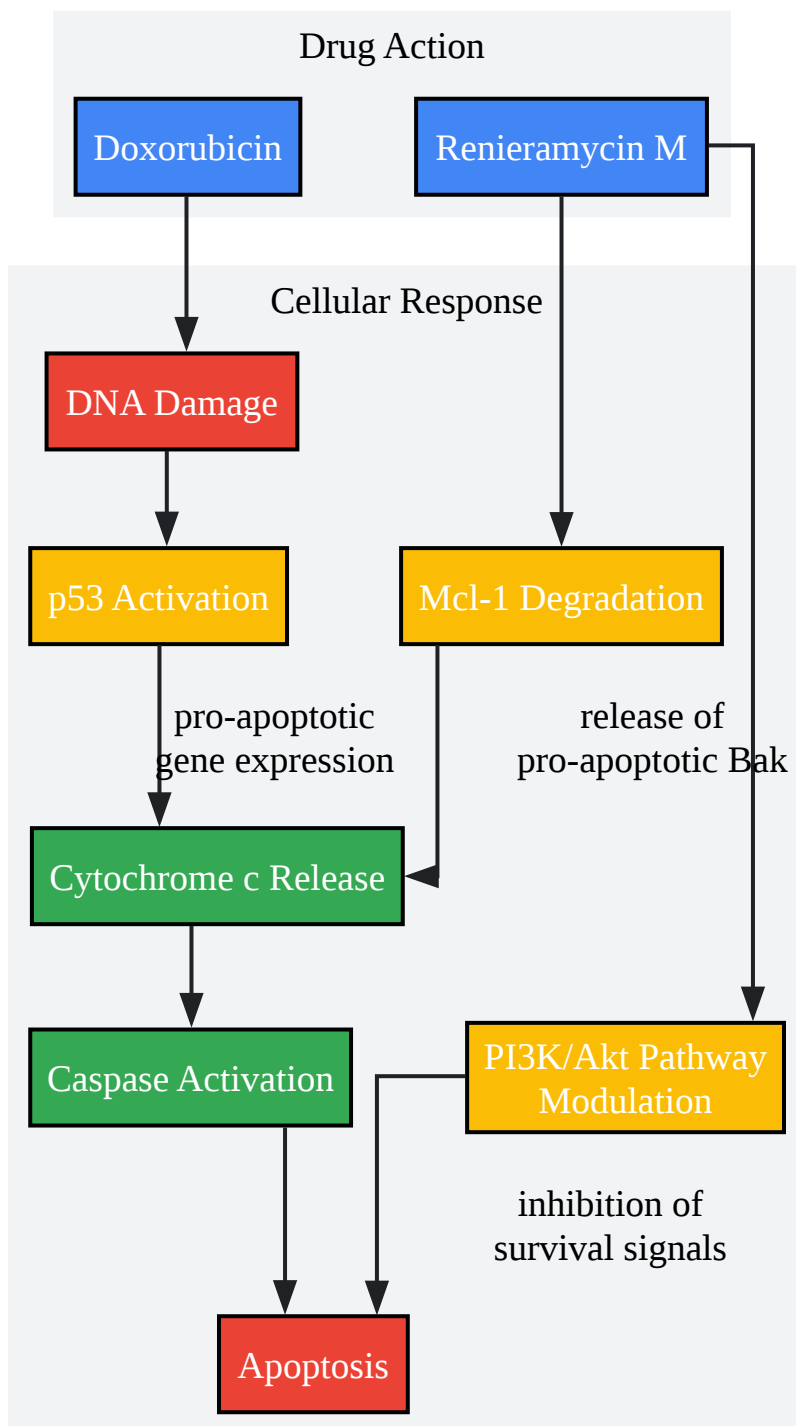 Drug Action
Doxorubicin
Renieramycin M
Cellular Response
DNA Damage
p53 Activation
Mcl-1 Degradation
pro-apoptotic
gene expression
release of
pro-apoptotic Bak
Cytochrome c Release
Caspase Activation
PI3K/Akt Pathway
Modulation
inhibition of
survival signals
Apoptosis